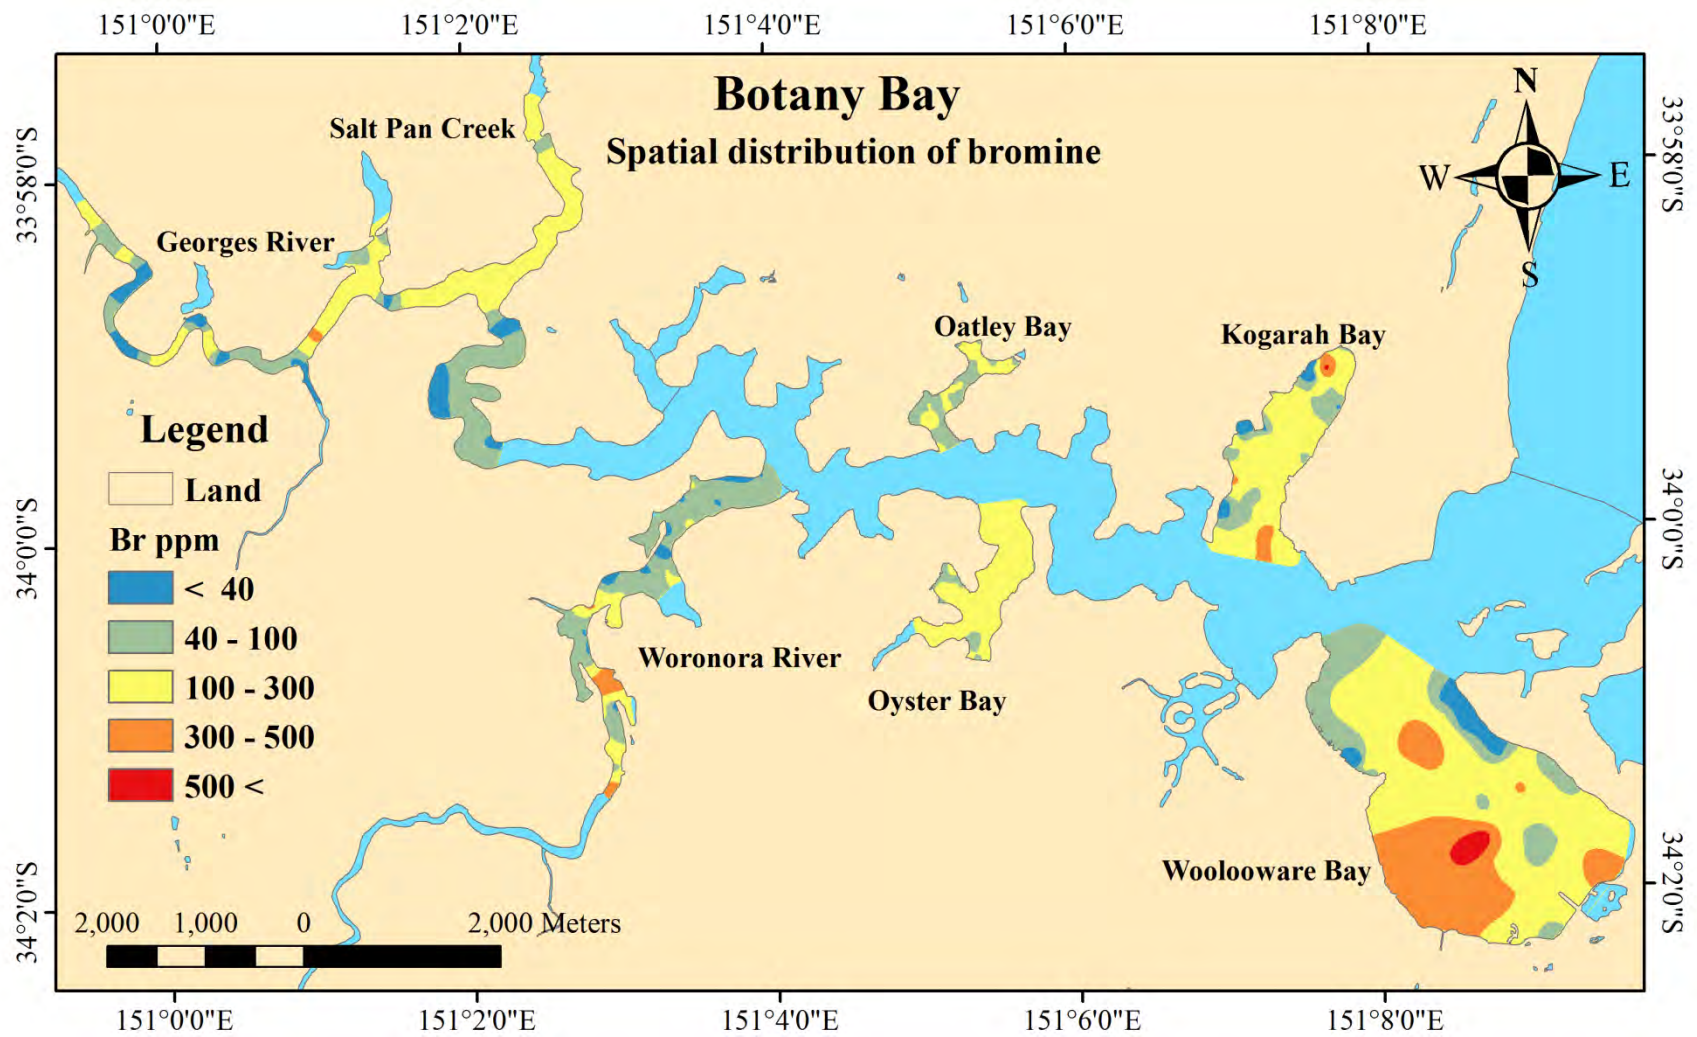 151°0'0"E 151°2'0"E 151°4'0"E 151°6'0"E 151°8'0"E
Botany Bay
Spatial distribution of bromine
N
W E
S
33°58'0"S
33°58'0"S
Salt Pan Creek
Georges River
Oatley Bay
Kogarah Bay
Legend
Land
Br ppm
< 40
40 - 100
100 - 300
300 - 500
500 <
34°0'0"S
34°0'0"S
Woronora River
Oyster Bay
Woolooware Bay
34°2'0"S
34°2'0"S
2,000 1,000 0 2,000 Meters
151°0'0"E 151°2'0"E 151°4'0"E 151°6'0"E 151°8'0"E